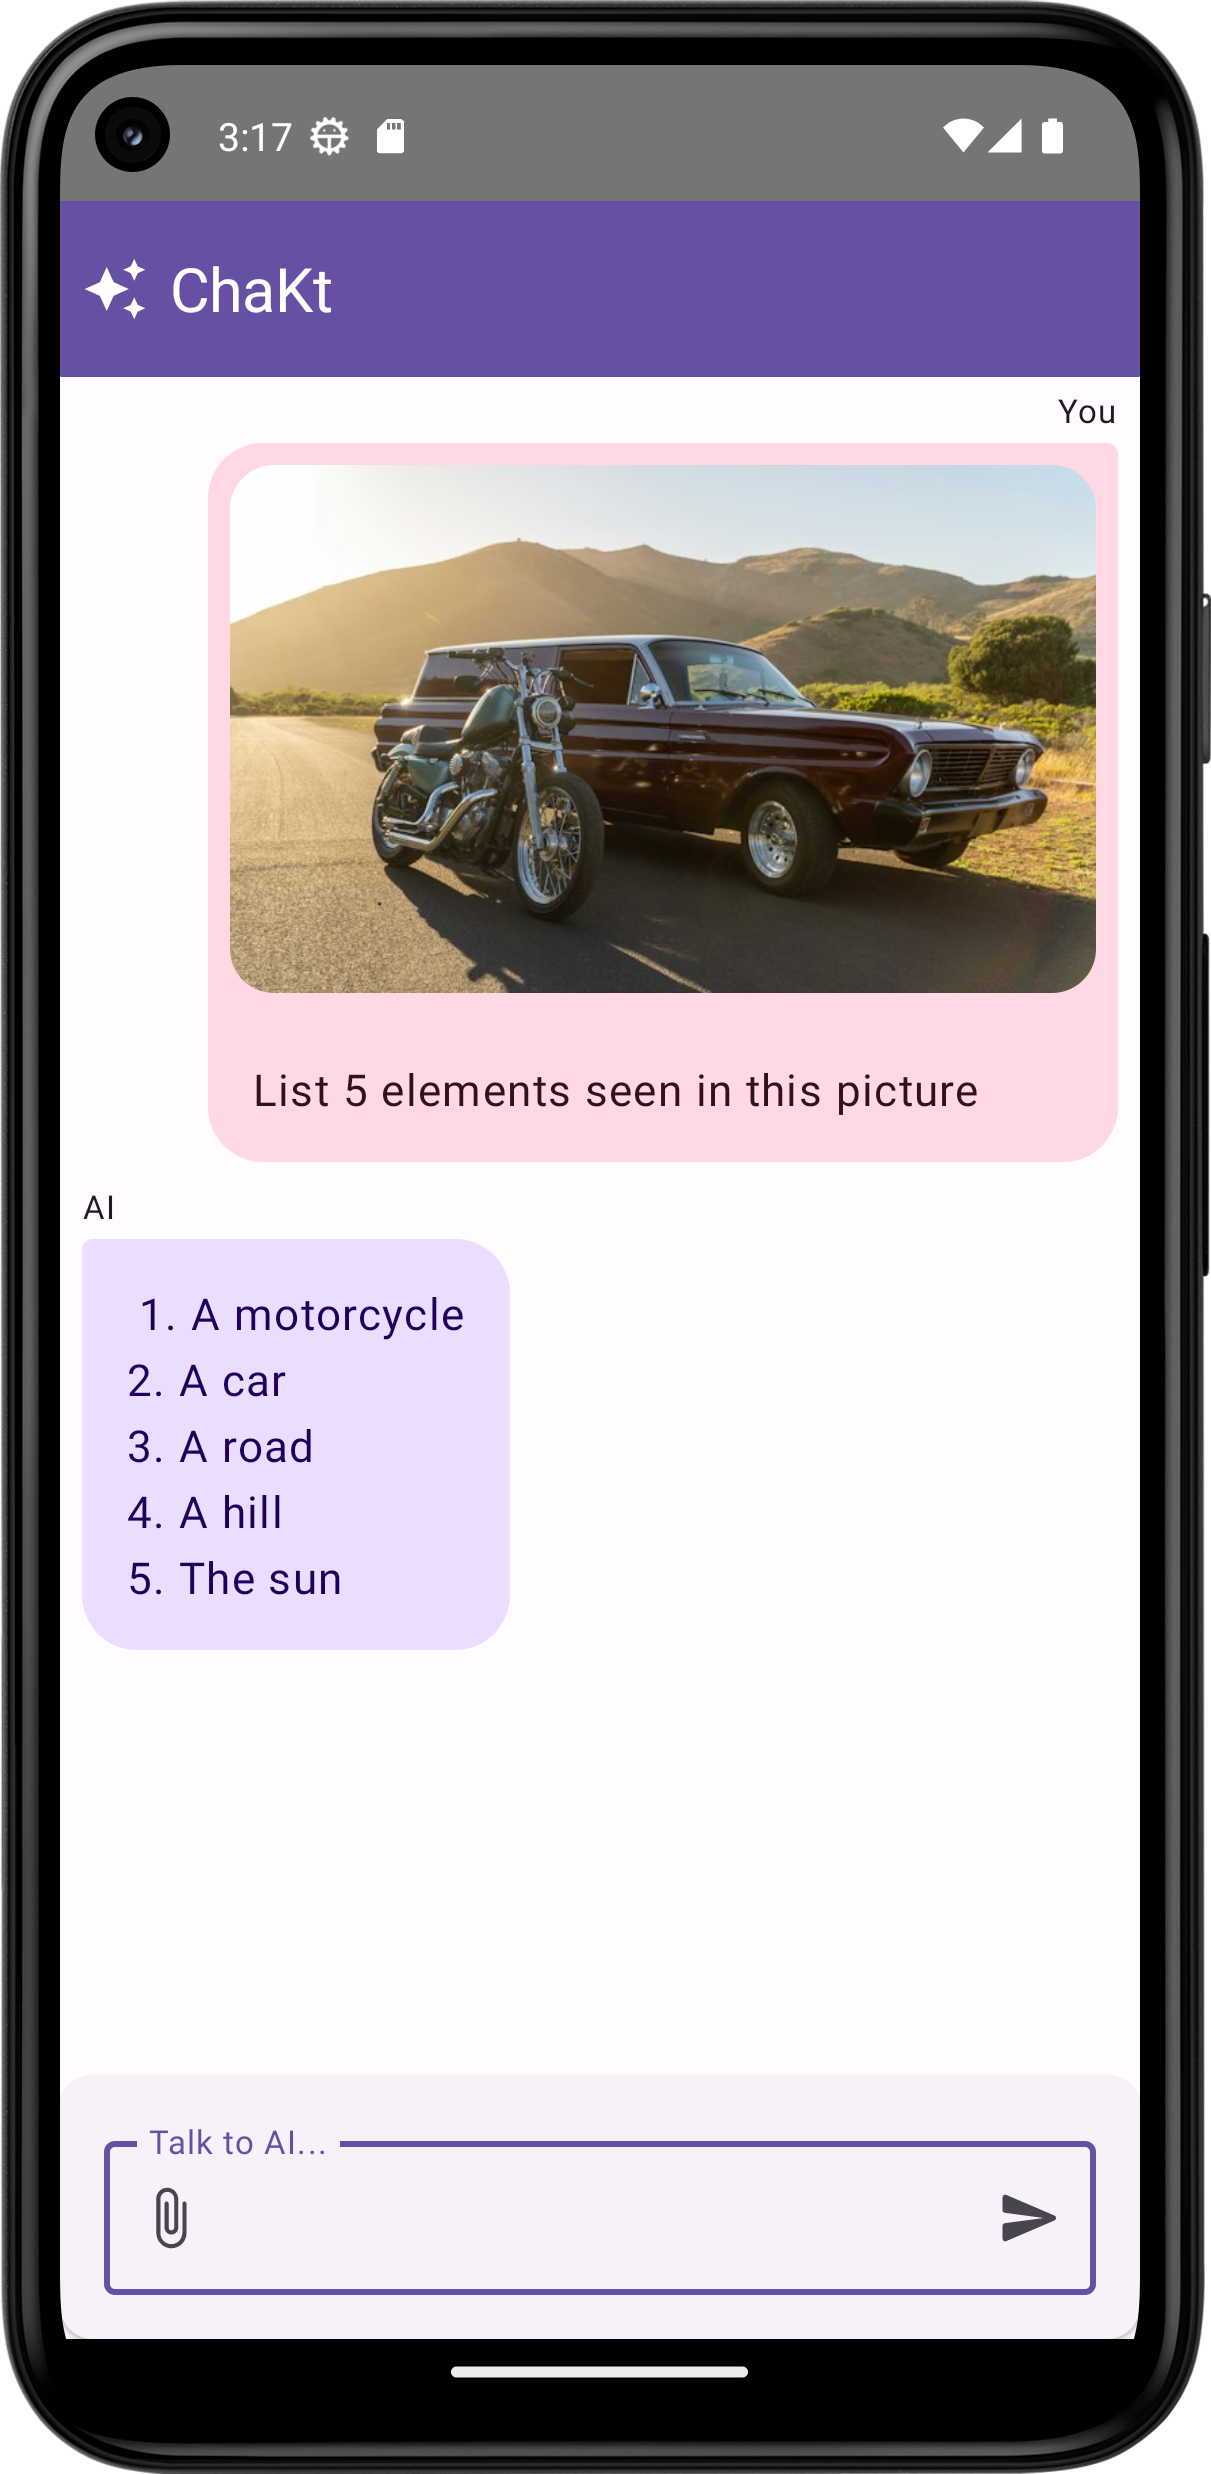 3:17
ChaKt
You
List 5 elements seen in this picture
AI
1. A motorcycle
2. A car
3. A road
4. A hill
5. The sun
Talk to AI...